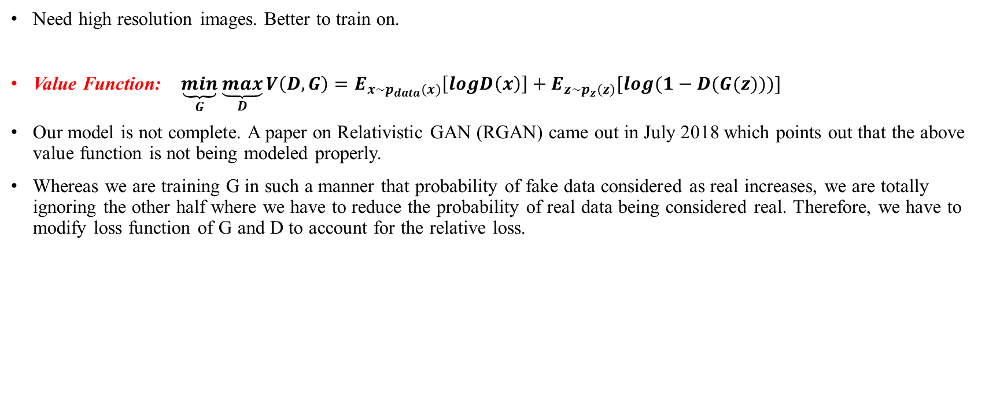 • Need high resolution images. Better to train on.
• Value Function: min max V(D, G) = E_{x~p_{data}(x)}[logD(x)] + E_{z~p_z(z)}[log(1 − D(G(z)))]
G D
• Our model is not complete. A paper on Relativistic GAN (RGAN) came out in July 2018 which points out that the above
value function is not being modeled properly.
• Whereas we are training G in such a manner that probability of fake data considered as real increases, we are totally
ignoring the other half where we have to reduce the probability of real data being considered real. Therefore, we have to
modify loss function of G and D to account for the relative loss.